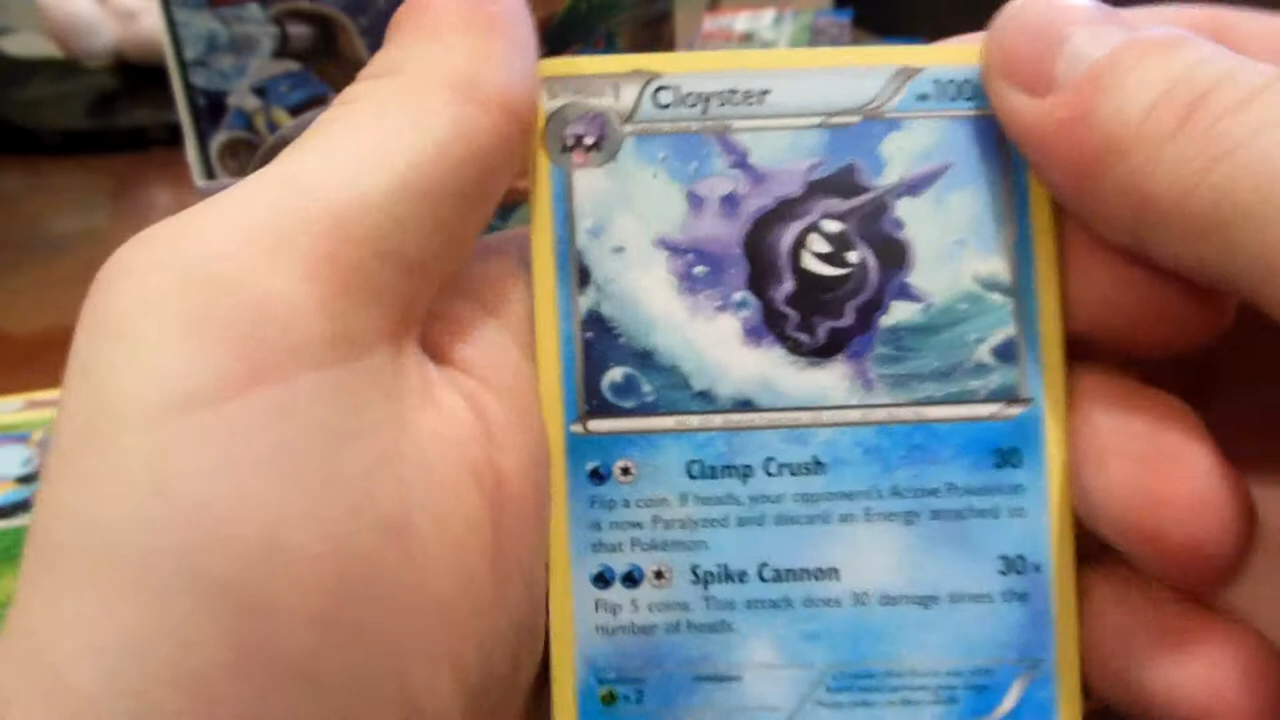 Cloyster HP100
Clamp Crush 30
Flip a coin. If heads, your opponent's Active Pokémon
is now Paralyzed and discard an Energy attached to
that Pokémon.
Spike Cannon 30×
Flip 5 coins. This attack does 30 damage times the
number of heads.
×2